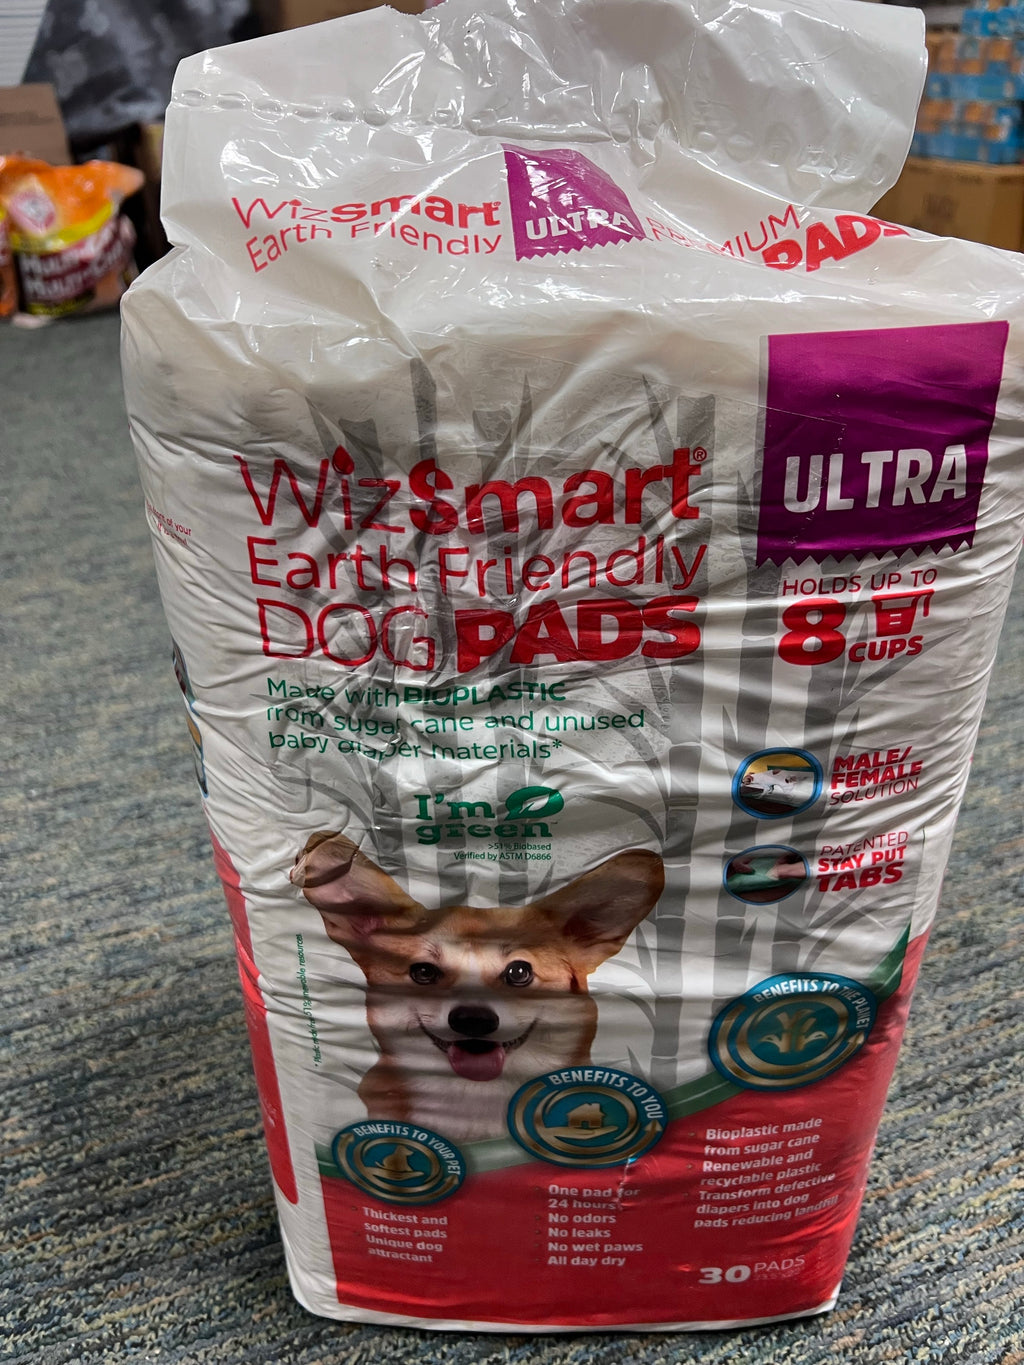 WizSmart
Earth Friendly
ULTRA
PREMIUM
PADS
WizSmart®
Earth Friendly
DOG PADS
ULTRA
HOLDS UP TO
8 CUPS
Made with BIOPLASTIC
from sugar cane and unused
baby diaper materials*
I'm
green™
>51% Biobased
Verified by ASTM D6866
MALE/
FEMALE
SOLUTION
PATENTED
STAY PUT
TABS
BENEFITS TO YOUR PET
Thickest and
softest pads
Unique dog
attractant
BENEFITS TO YOU
One pad for
24 hours
No odors
No leaks
No wet paws
All day dry
BENEFITS TO THE PLANET
Bioplastic made
from sugar cane
Renewable and
recyclable plastic
Transform defective
diapers into dog
pads reducing landfill
30 PADS